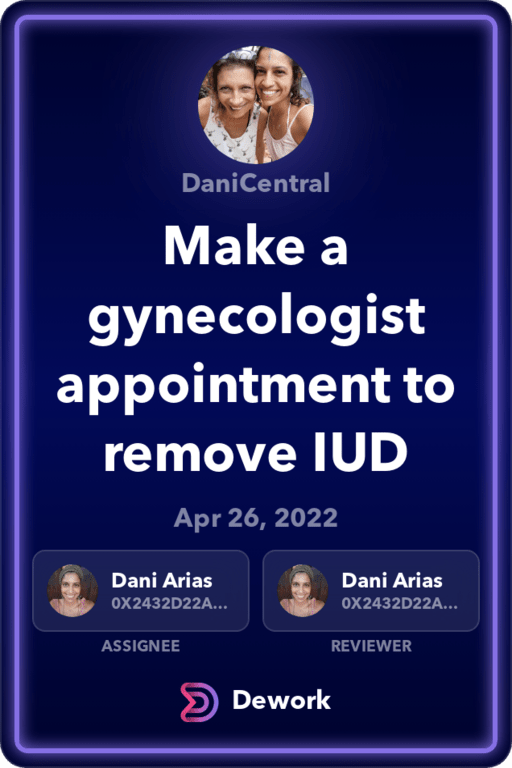 DaniCentral
Make a
gynecologist
appointment to
remove IUD
Apr 26, 2022
Dani Arias
0X2432D22A...
ASSIGNEE
Dani Arias
0X2432D22A...
REVIEWER
Dework